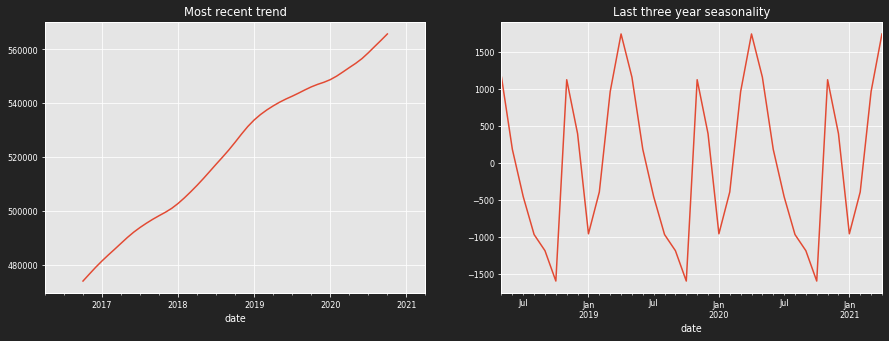 Most recent trend
560000
540000
520000
500000
480000
2017
2018
2019
2020
2021
date
Last three year seasonality
1500
1000
500
0
−500
−1000
−1500
Jul
Jan
2019
Jul
Jan
2020
Jul
Jan
2021
date